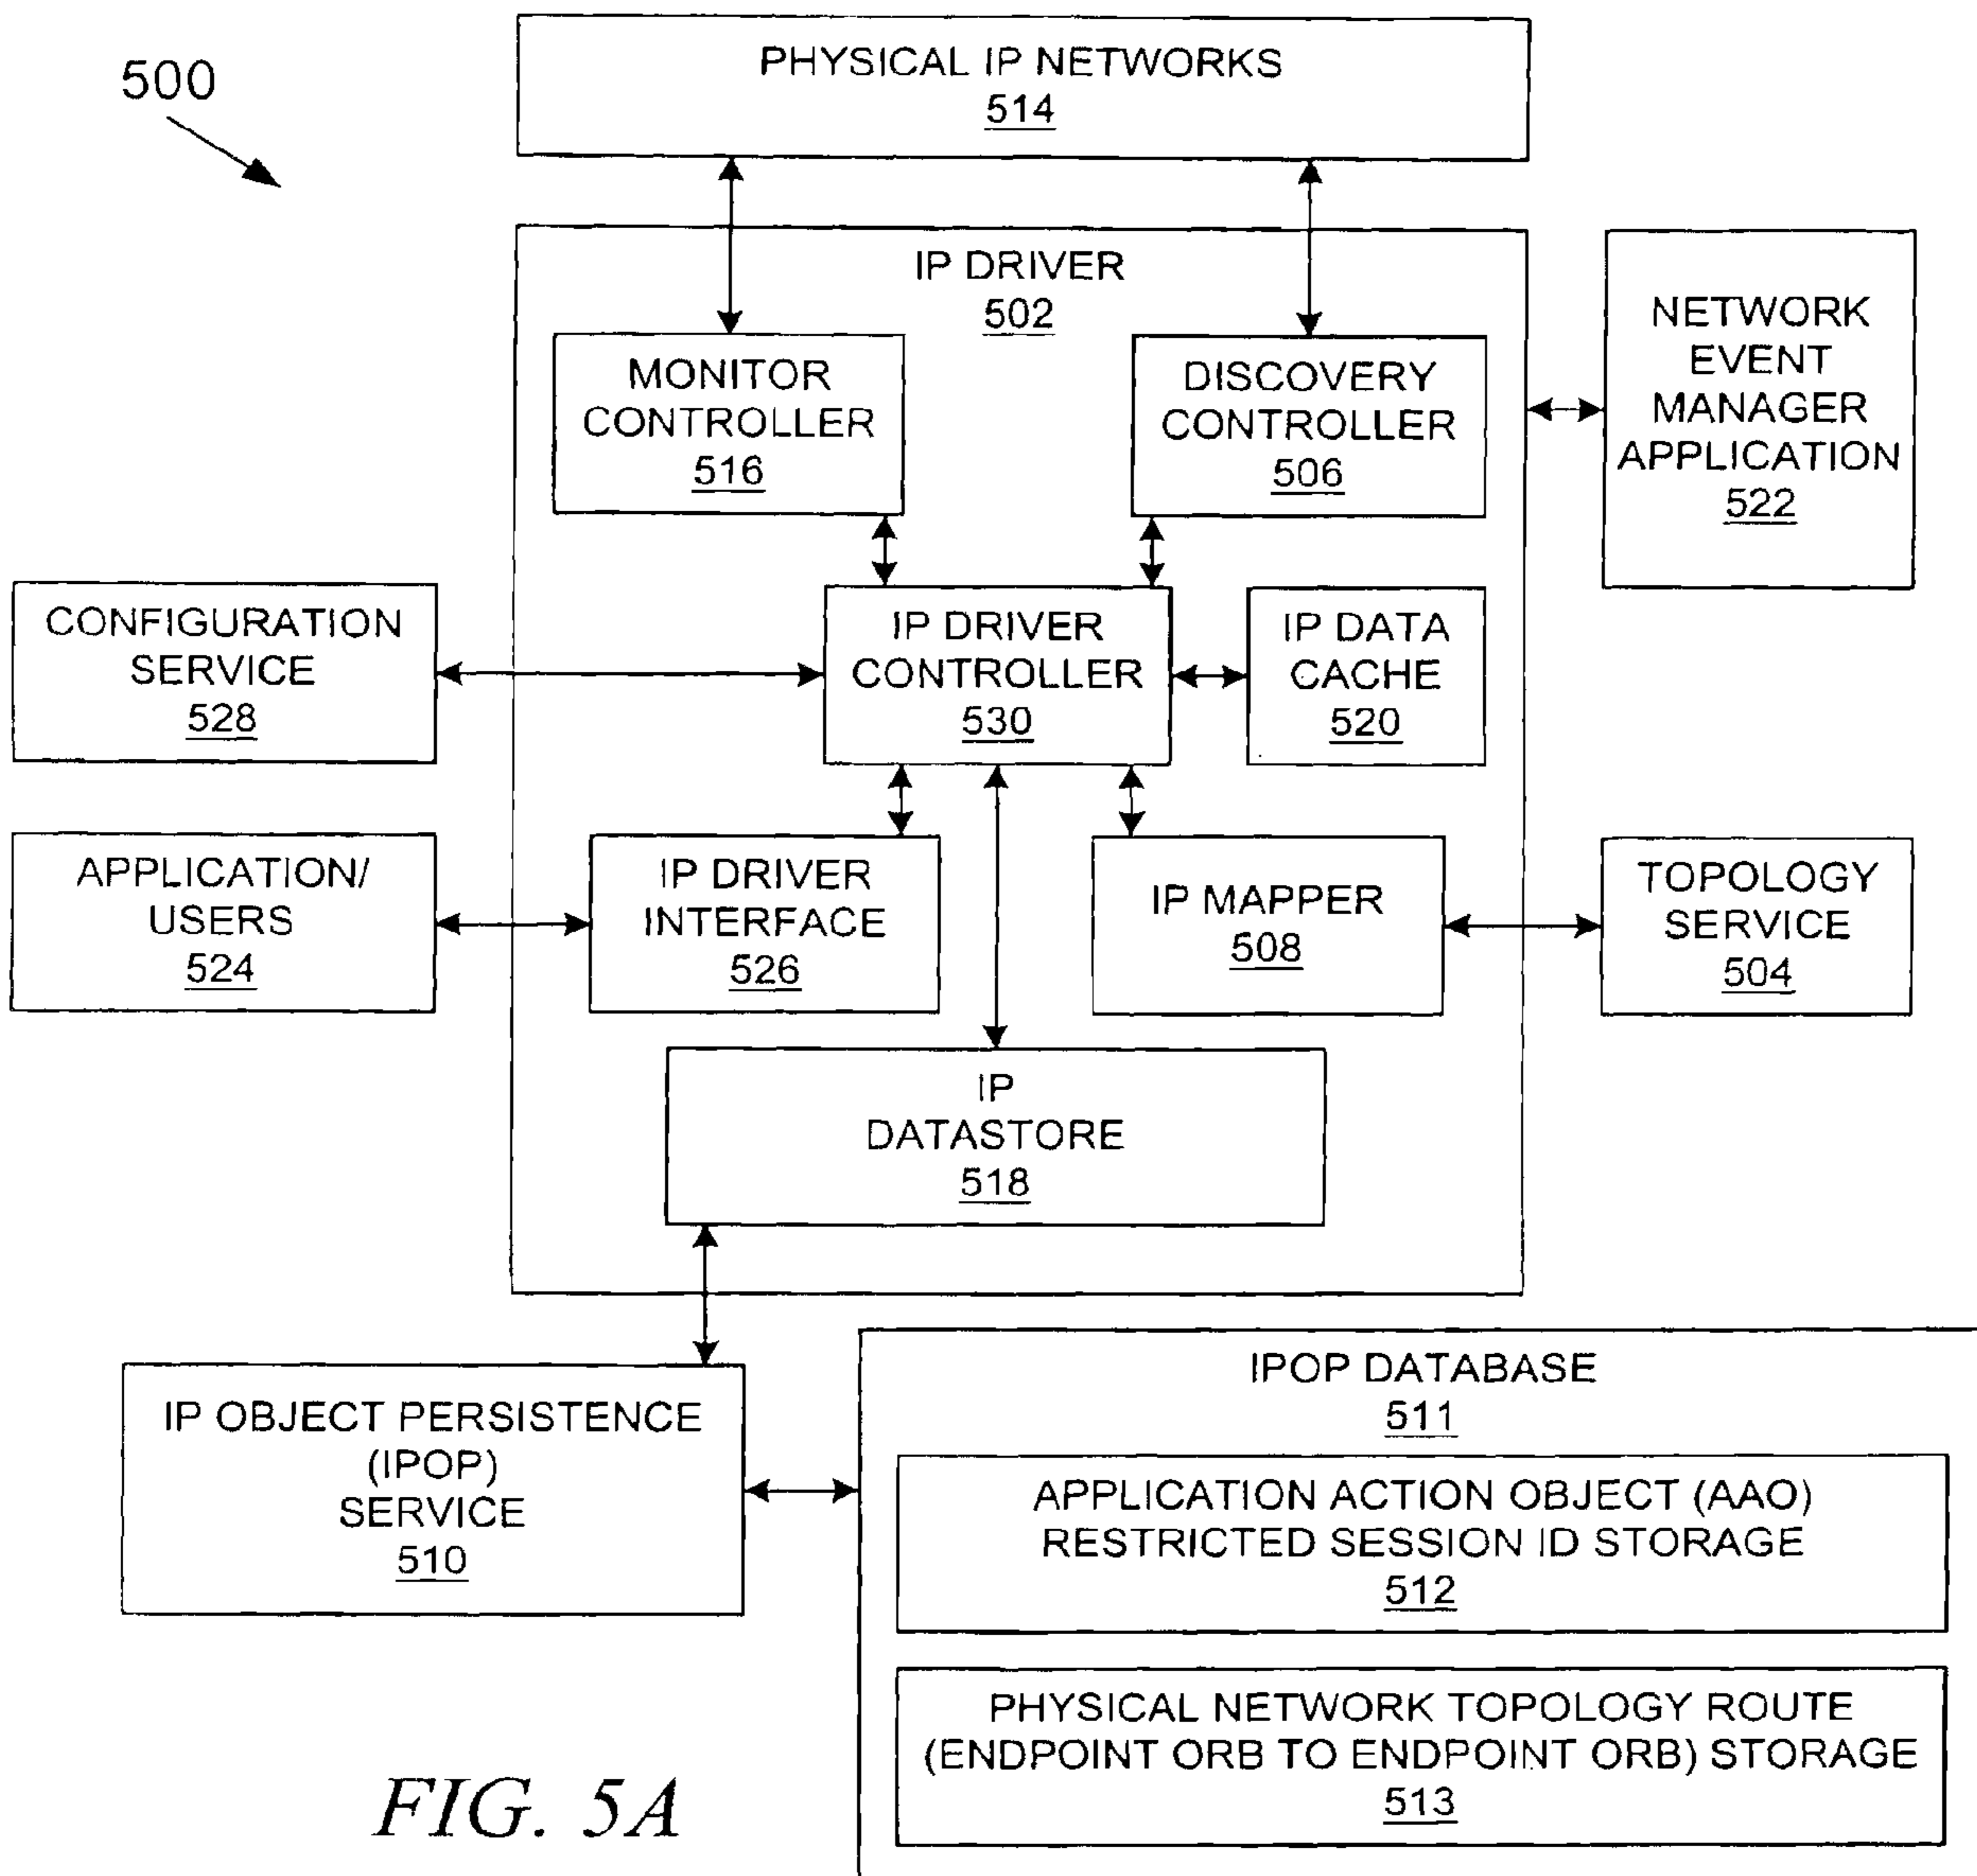 500
PHYSICAL IP NETWORKS
514
IP DRIVER
502
MONITOR
CONTROLLER
516
DISCOVERY
CONTROLLER
506
NETWORK
EVENT
MANAGER
APPLICATION
522
CONFIGURATION
SERVICE
528
IP DRIVER
CONTROLLER
530
IP DATA
CACHE
520
APPLICATION/
USERS
524
IP DRIVER
INTERFACE
526
IP MAPPER
508
TOPOLOGY
SERVICE
504
IP
DATASTORE
518
IP OBJECT PERSISTENCE
(IPOP)
SERVICE
510
IPOP DATABASE
511
APPLICATION ACTION OBJECT (AAO)
RESTRICTED SESSION ID STORAGE
512
PHYSICAL NETWORK TOPOLOGY ROUTE
(ENDPOINT ORB TO ENDPOINT ORB) STORAGE
513
FIG. 5A